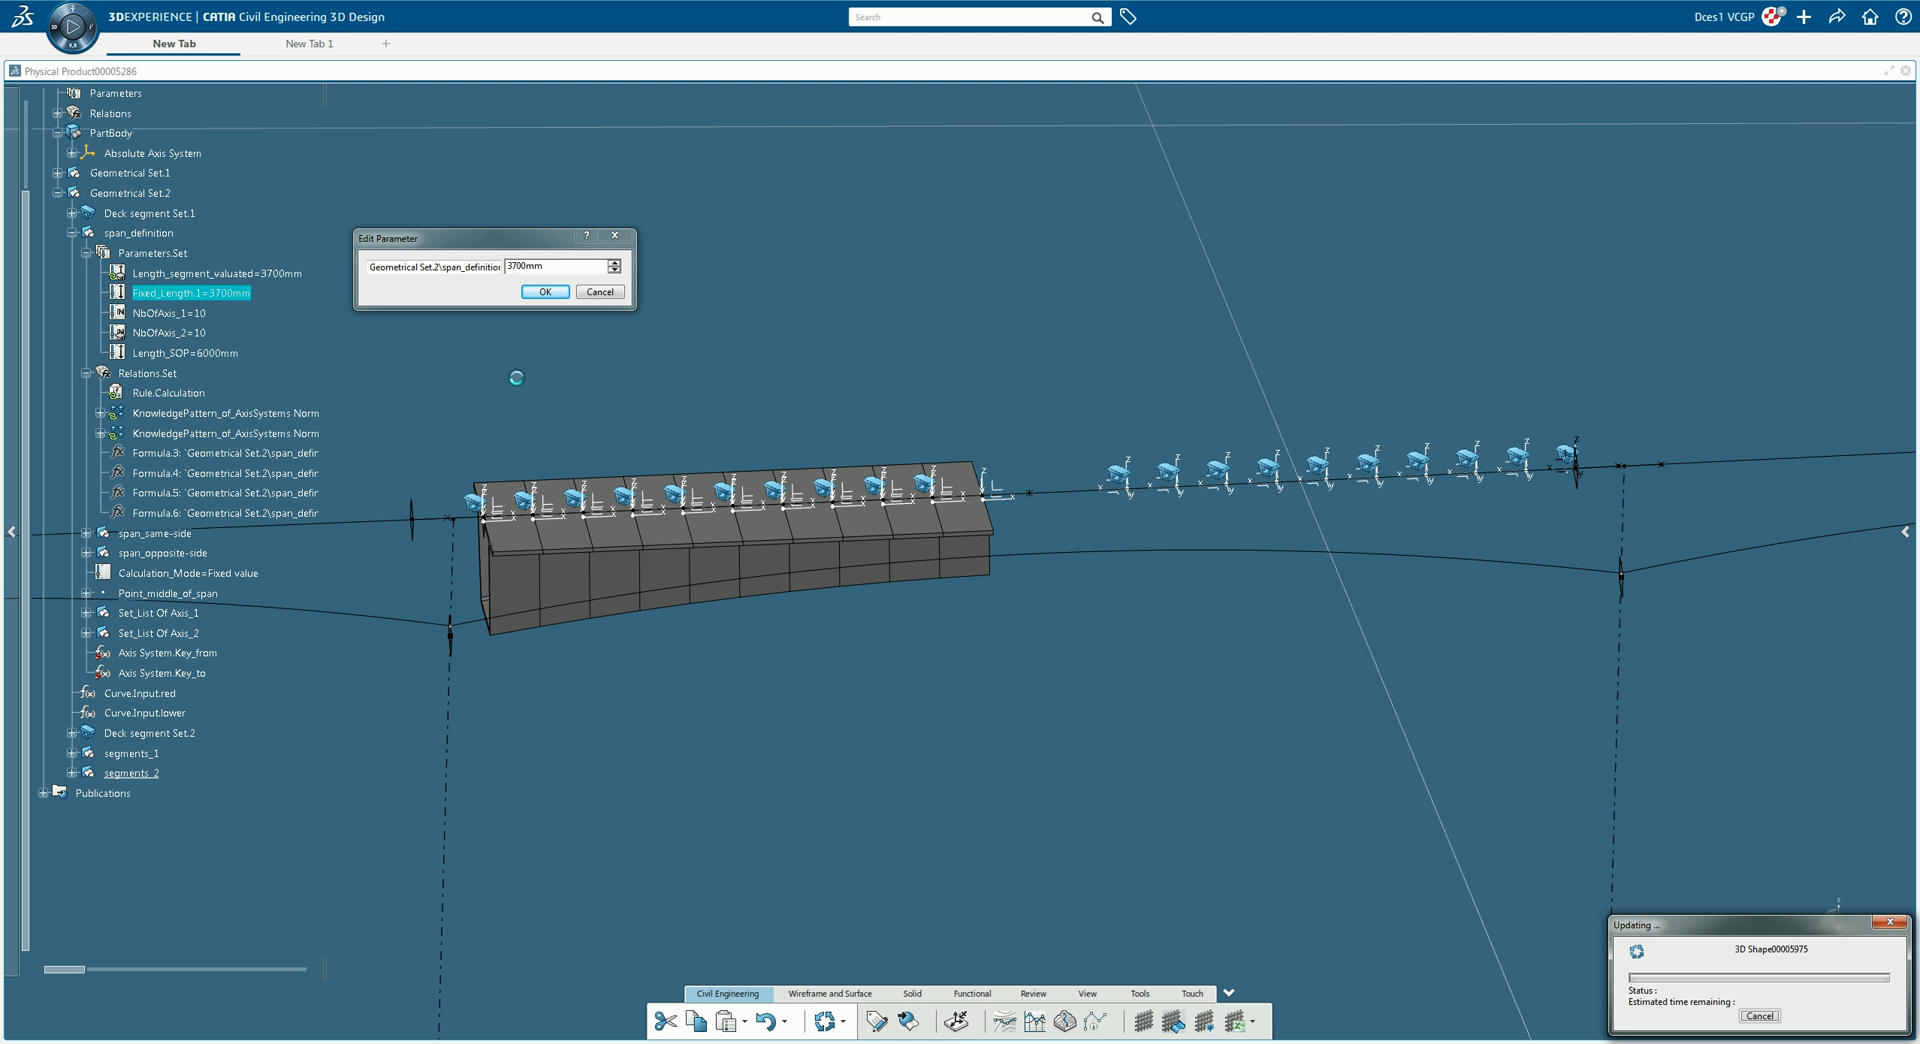 3DEXPERIENCE | CATIA Civil Engineering 3D Design
Search
Dces1 VCGP
New Tab
New Tab 1
Physical Product00005286
Parameters
Relations
PartBody
Absolute Axis System
Geometrical Set.1
Geometrical Set.2
Deck segment Set.1
span_definition
Parameters.Set
Length_segment_valuated=3700mm
Fixed_Length.1=3700mm
NbOfAxis_1=10
NbOfAxis_2=10
Length_SOP=6000mm
Relations.Set
Rule.Calculation
KnowledgePattern_of_AxisSystems Norm
KnowledgePattern_of_AxisSystems Norm
Formula.3: `Geometrical Set.2\span_defir
Formula.4: `Geometrical Set.2\span_defir
Formula.5: `Geometrical Set.2\span_defir
Formula.6: `Geometrical Set.2\span_defir
span_same-side
span_opposite-side
Calculation_Mode=Fixed value
Point_middle_of_span
Set_List Of Axis_1
Set_List Of Axis_2
Axis System.Key_from
Axis System.Key_to
Curve.Input.red
Curve.Input.lower
Deck segment Set.2
segments_1
segments_2
Publications
Edit Parameter
Geometrical Set.2\span_definition
3700mm
OK
Cancel
Updating ...
3D Shape00005975
Status :
Estimated time remaining :
Cancel
Civil Engineering
Wireframe and Surface
Solid
Functional
Review
View
Tools
Touch